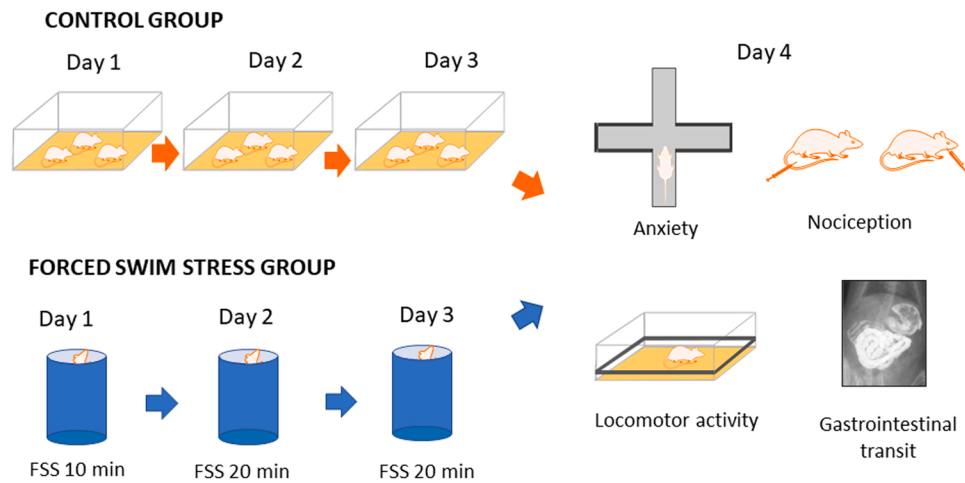 CONTROL GROUP
Day 1
Day 2
Day 3
Day 4
Anxiety
Nociception
FORCED SWIM STRESS GROUP
Day 1
Day 2
Day 3
FSS 10 min
FSS 20 min
FSS 20 min
Locomotor activity
Gastrointestinal
transit